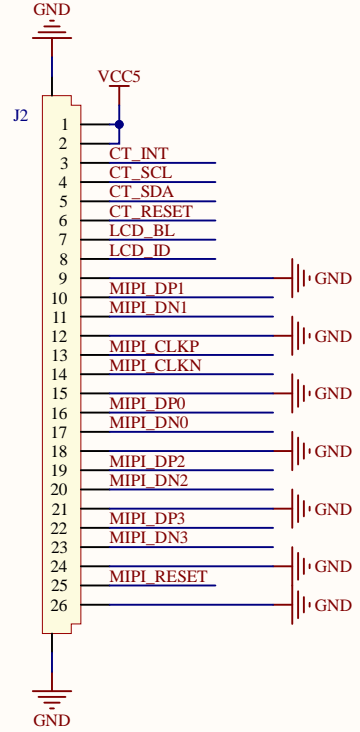 GND
VCC5
J2
1
2
CT_INT
3
CT_SCL
4
CT_SDA
5
CT_RESET
6
LCD_BL
7
LCD_ID
8
9 GND
MIPI_DP1
10
MIPI_DN1
11
12 GND
MIPI_CLKP
13
MIPI_CLKN
14
15 GND
MIPI_DP0
16
MIPI_DN0
17
18 GND
MIPI_DP2
19
MIPI_DN2
20
21 GND
MIPI_DP3
22
MIPI_DN3
23
24 GND
MIPI_RESET
25
26 GND
GND